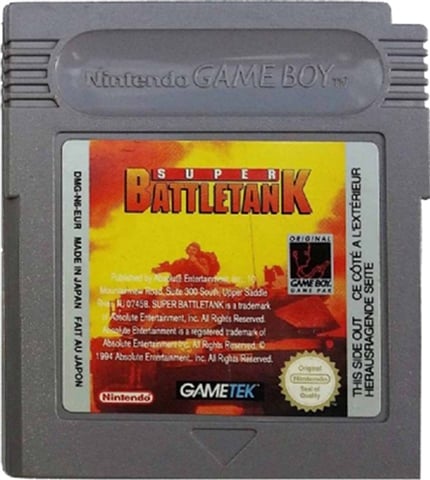 Nintendo GAME BOY TM
SUPER
BATTLETANK
DMG-H6-EUR MADE IN JAPAN FAIT AU JAPON
ORIGINAL
Nintendo
GAME BOY
GAME PAK
THIS SIDE OUT CE CÔTÉ A L'EXTÉRIEUR
HERAUSRAGENDE SEITE
Published by Absolute Entertainment, Inc. 10
Mountainview Road, Suite 300 South, Upper Saddle
River, NJ 07458. SUPER BATTLETANK is a trademark
of Absolute Entertainment, Inc. All Rights Reserved.
Absolute Entertainment is a registered trademark of
Absolute Entertainment, Inc. All Rights Reserved. ©
1994 Absolute Entertainment, Inc. All Rights Reserved.
Nintendo
GAMETEK
Original
Nintendo
Seal of
Quality